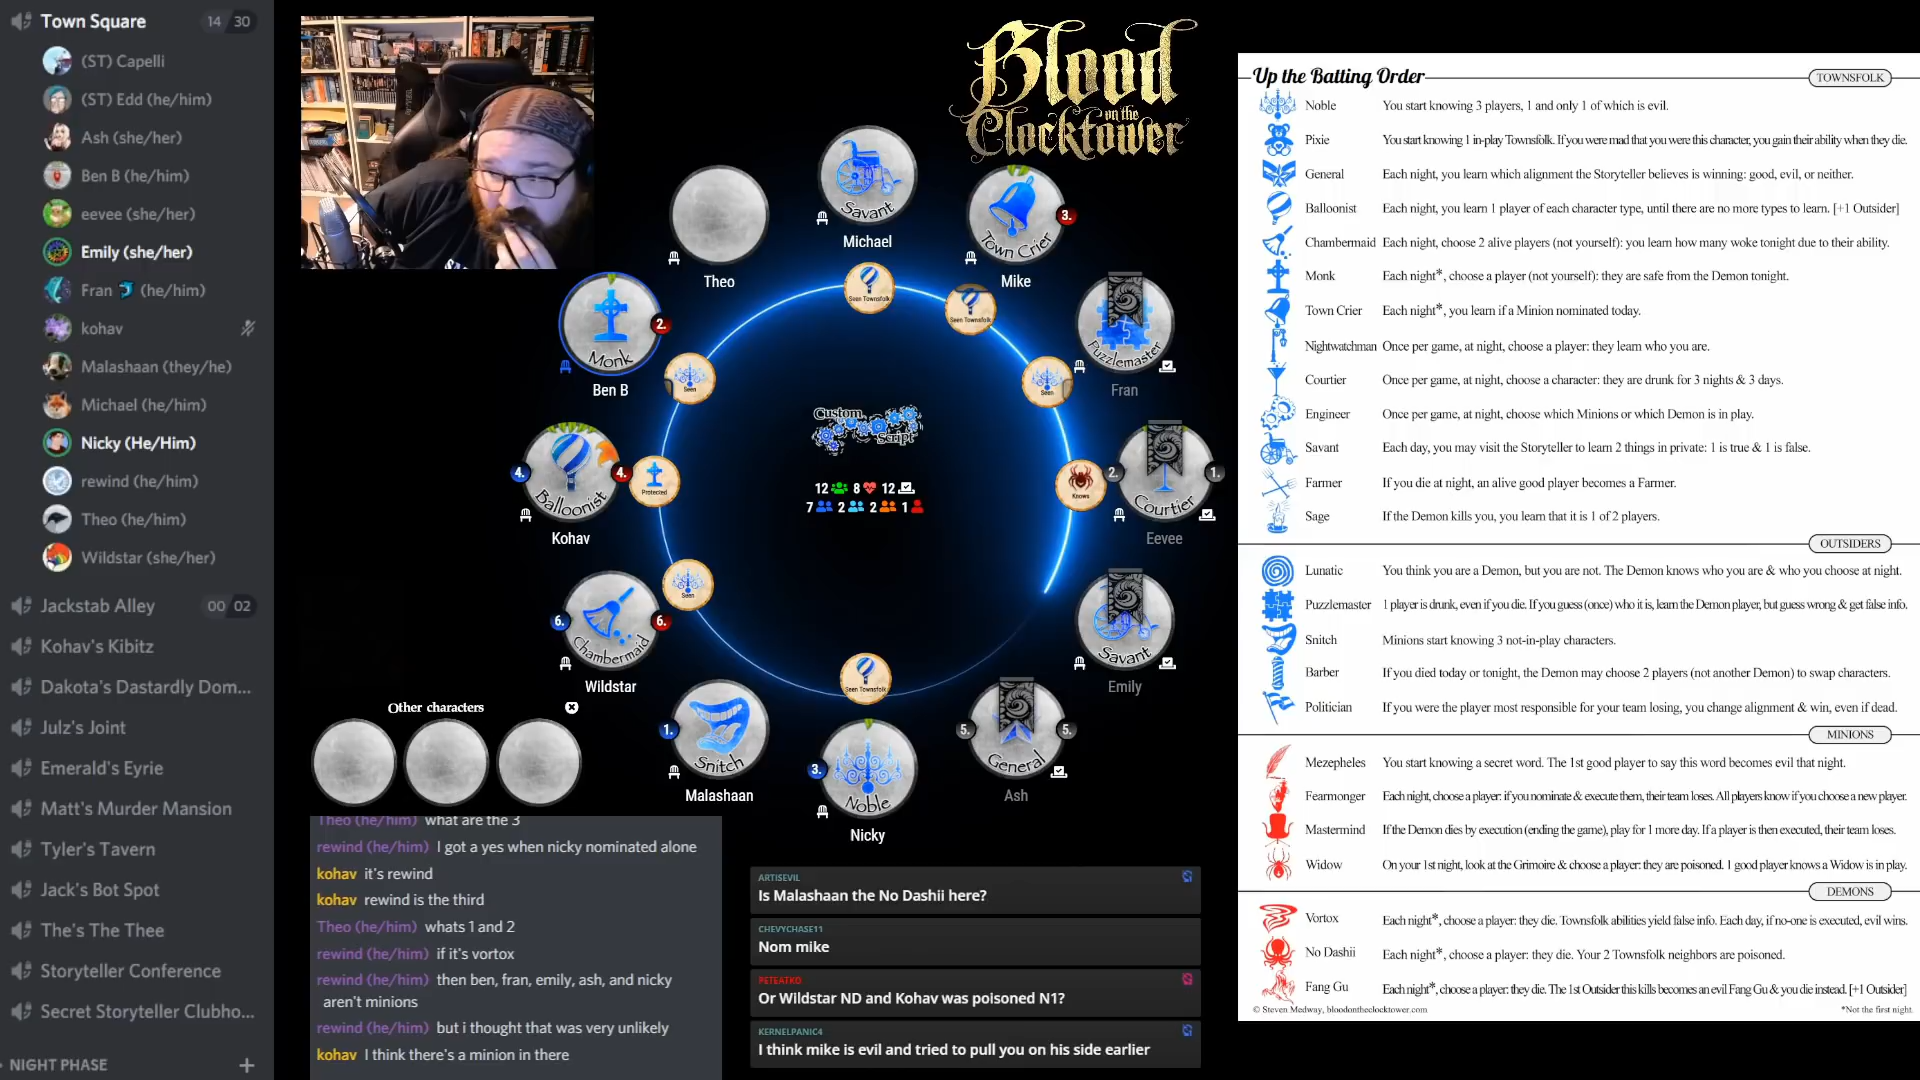 Town Square
14 30
(ST) Capelli
(ST) Edd (he/him)
Ash (she/her)
Ben B (he/him)
eevee (she/her)
Emily (she/her)
Fran 🐬 (he/him)
kohav
Malashaan (they/he)
Michael (he/him)
Nicky (He/Him)
rewind (he/him)
Theo (he/him)
Wildstar (she/her)
Jackstab Alley
00 02
Kohav's Kibitz
Dakota's Dastardly Dom...
Julz's Joint
Emerald's Eyrie
Matt's Murder Mansion
Tyler's Tavern
Jack's Bot Spot
The's The Thee
Storyteller Conference
Secret Storyteller Clubho...
NIGHT PHASE
Blood
on the
Clocktower
Savant
Michael
Town Crier
3.
Mike
Theo
Puzzlemaster
Fran
Monk
2.
Ben B
Seen Townsfolk
Seen Townsfolk
Seen
Seen
Balloonist
4.
4.
Kohav
Protected
Custom
Script
12 8 12
7 2 2 1
Knows
2.
1.
Courtier
Eevee
Chambermaid
6.
6.
Wildstar
Seen
Savant
Emily
Snitch
1.
Malashaan
Seen Townsfolk
3.
Noble
Nicky
5.
5.
General
Ash
Other characters
Theo (he/him) what are the 3
rewind (he/him) I got a yes when nicky nominated alone
kohav it's rewind
kohav rewind is the third
Theo (he/him) whats 1 and 2
rewind (he/him) if it's vortox
rewind (he/him) then ben, fran, emily, ash, and nicky
aren't minions
rewind (he/him) but i thought that was very unlikely
kohav I think there's a minion in there
ARTISEVIL
Is Malashaan the No Dashii here?
CHEVYCHASE11
Nom mike
PETEATKO
Or Wildstar ND and Kohav was poisoned N1?
KERNELPANIC4
I think mike is evil and tried to pull you on his side earlier
Up the Batting Order
TOWNSFOLK
Noble You start knowing 3 players, 1 and only 1 of which is evil.
Pixie You start knowing 1 in-play Townsfolk. If you were mad that you were this character, you gain their ability when they die.
General Each night, you learn which alignment the Storyteller believes is winning: good, evil, or neither.
Balloonist Each night, you learn 1 player of each character type, until there are no more types to learn. [+1 Outsider]
Chambermaid Each night, choose 2 alive players (not yourself): you learn how many woke tonight due to their ability.
Monk Each night*, choose a player (not yourself): they are safe from the Demon tonight.
Town Crier Each night*, you learn if a Minion nominated today.
Nightwatchman Once per game, at night, choose a player: they learn who you are.
Courtier Once per game, at night, choose a character: they are drunk for 3 nights & 3 days.
Engineer Once per game, at night, choose which Minions or which Demon is in play.
Savant Each day, you may visit the Storyteller to learn 2 things in private: 1 is true & 1 is false.
Farmer If you die at night, an alive good player becomes a Farmer.
Sage If the Demon kills you, you learn that it is 1 of 2 players.
OUTSIDERS
Lunatic You think you are a Demon, but you are not. The Demon knows who you are & who you choose at night.
Puzzlemaster 1 player is drunk, even if you die. If you guess (once) who it is, learn the Demon player, but guess wrong & get false info.
Snitch Minions start knowing 3 not-in-play characters.
Barber If you died today or tonight, the Demon may choose 2 players (not another Demon) to swap characters.
Politician If you were the player most responsible for your team losing, you change alignment & win, even if dead.
MINIONS
Mezepheles You start knowing a secret word. The 1st good player to say this word becomes evil that night.
Fearmonger Each night, choose a player: if you nominate & execute them, their team loses. All players know if you choose a new player.
Mastermind If the Demon dies by execution (ending the game), play for 1 more day. If a player is then executed, their team loses.
Widow On your 1st night, look at the Grimoire & choose a player: they are poisoned. 1 good player knows a Widow is in play.
DEMONS
Vortox Each night*, choose a player: they die. Townsfolk abilities yield false info. Each day, if no-one is executed, evil wins.
No Dashii Each night*, choose a player: they die. Your 2 Townsfolk neighbors are poisoned.
Fang Gu Each night*, choose a player: they die. The 1st Outsider this kills becomes an evil Fang Gu & you die instead. [+1 Outsider]
© Steven Medway, bloodontheclocktower.com
*Not the first night.